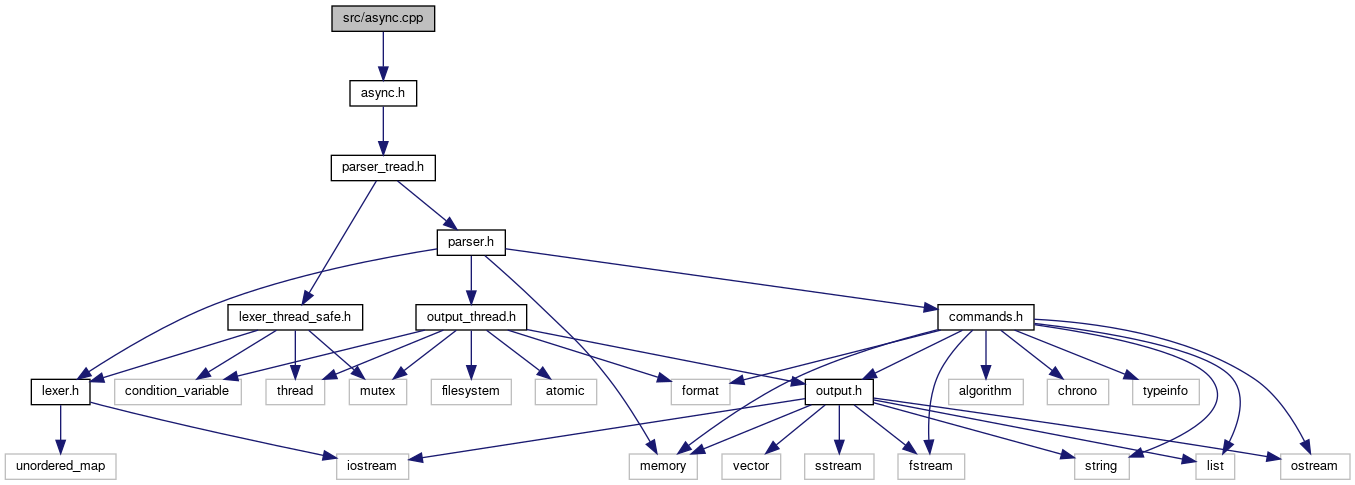 src/async.cpp
async.h
parser_tread.h
parser.h
lexer_thread_safe.h
output_thread.h
commands.h
lexer.h
condition_variable
thread
mutex
filesystem
atomic
format
output.h
algorithm
chrono
typeinfo
unordered_map
iostream
memory
vector
sstream
fstream
string
list
ostream